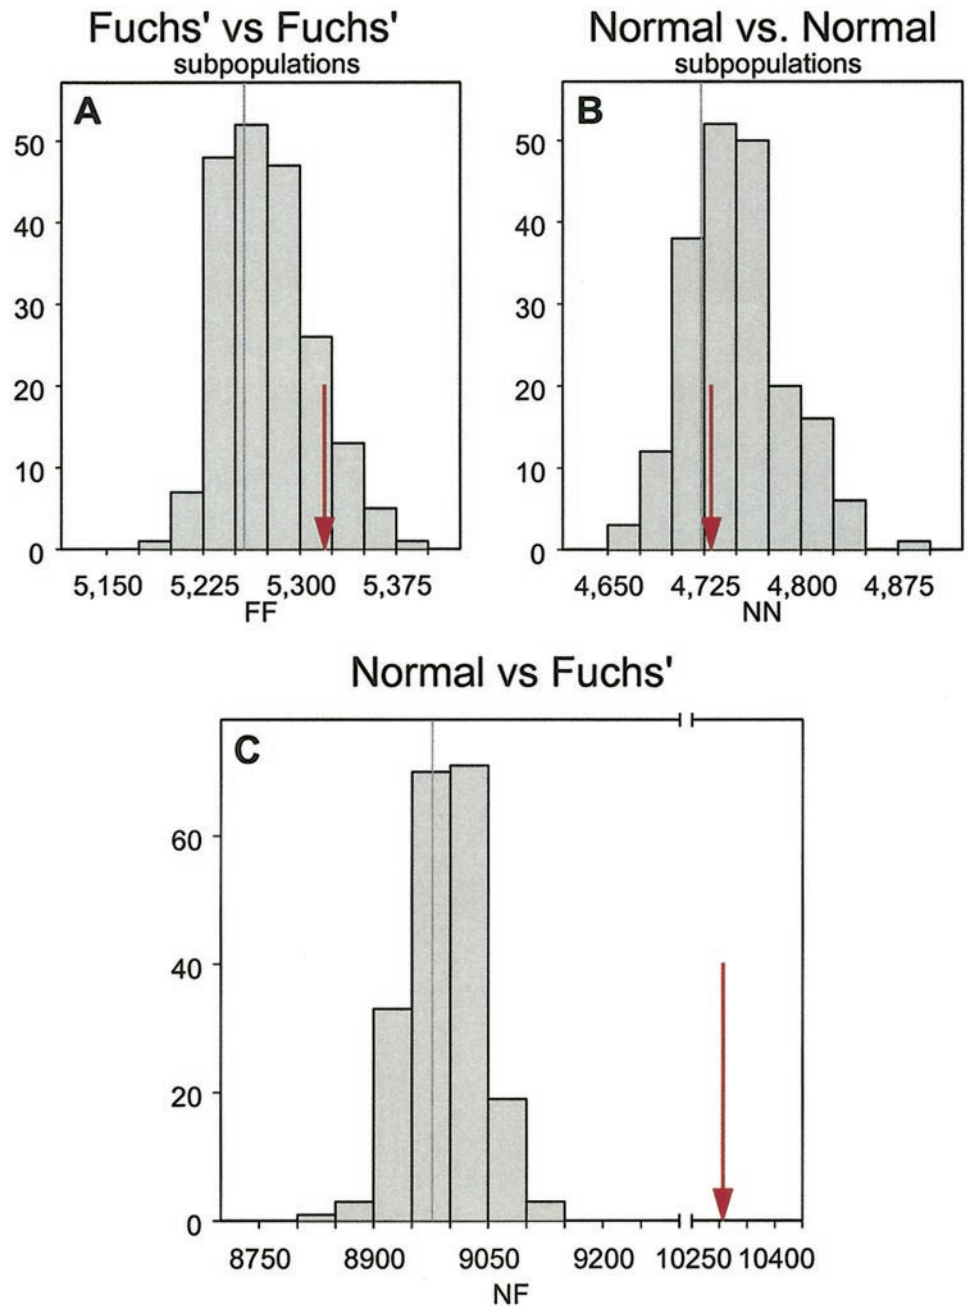 Fuchs' vs Fuchs'
subpopulations
A
50
40
30
20
10
0
5,150 5,225 5,300 5,375
FF
Normal vs. Normal
subpopulations
B
50
40
30
20
10
0
4,650 4,725 4,800 4,875
NN
Normal vs Fuchs'
C
60
40
20
0
8750 8900 9050 9200 10250 10400
NF